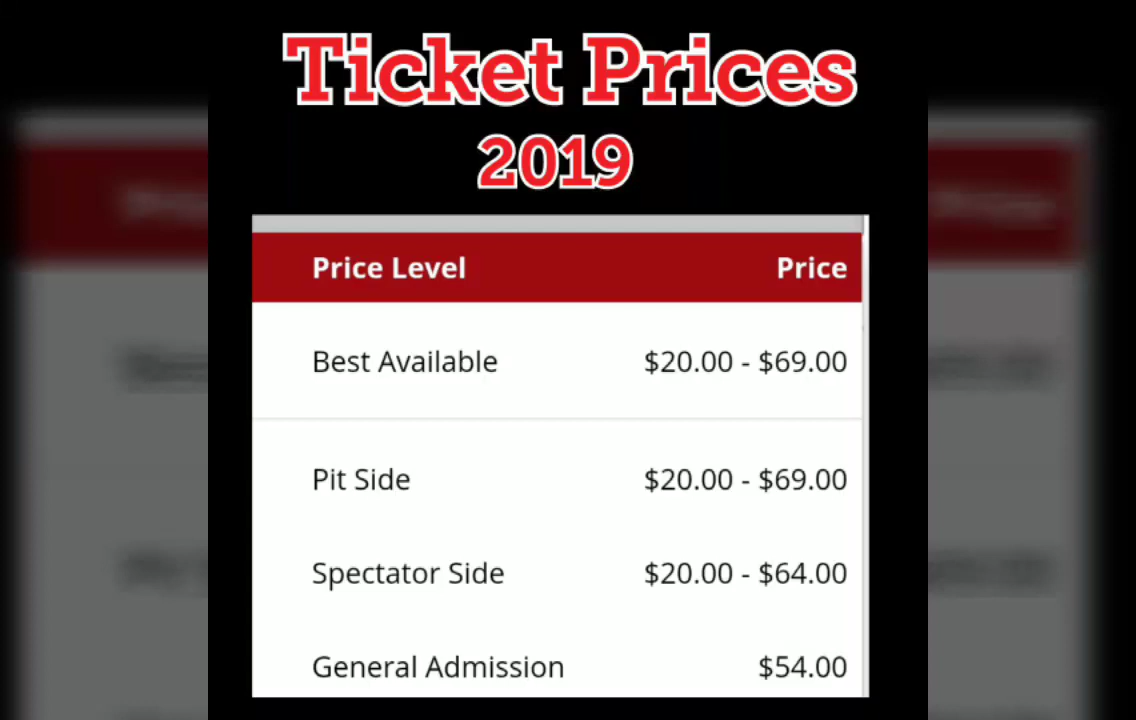 Ticket Prices
2019
Price Level Price
Best Available $20.00 - $69.00
Pit Side $20.00 - $69.00
Spectator Side $20.00 - $64.00
General Admission $54.00